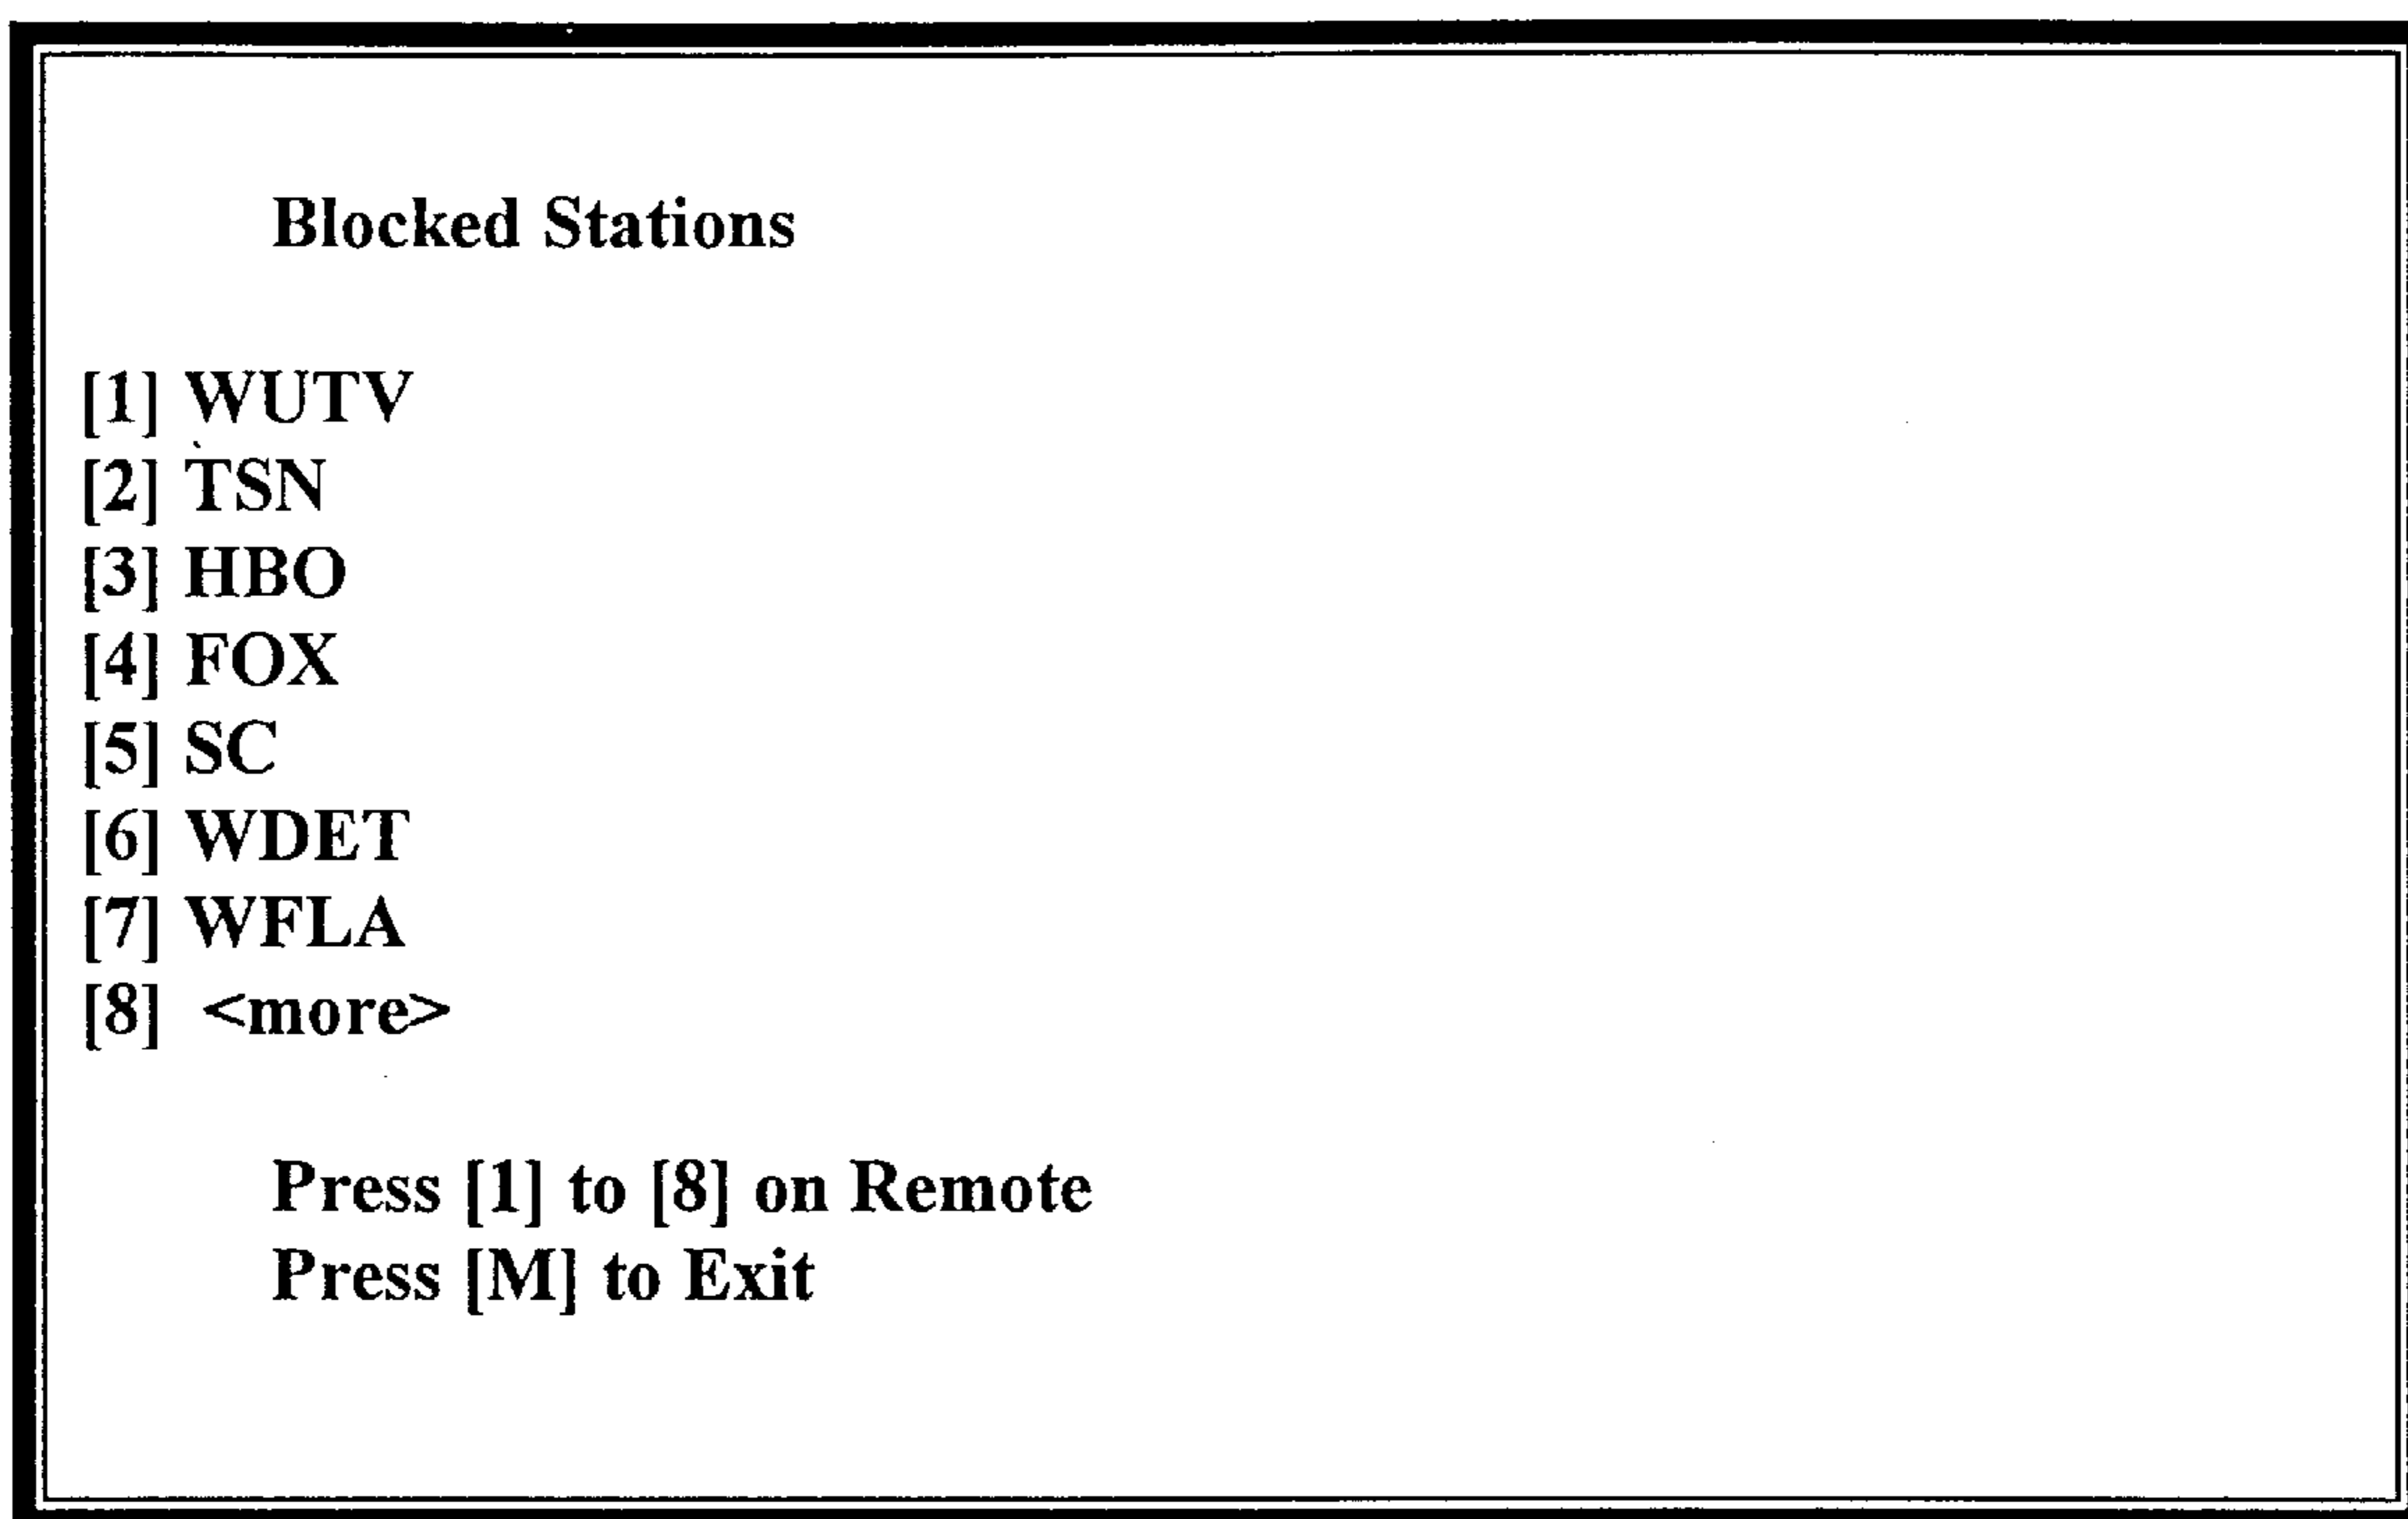 Blocked Stations
[1] WUTV
[2] TSN
[3] HBO
[4] FOX
[5] SC
[6] WDET
[7] WFLA
[8] <more>
Press [1] to [8] on Remote
Press [M] to Exit